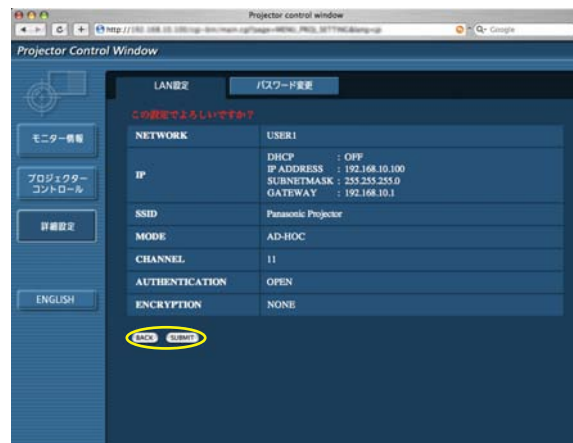 Projector control window
Google
Projector Control Window
LAN設定
パスワード変更
この設定でよろしいですか?
モニター情報
プロジェクター
コントロール
詳細設定
ENGLISH
NETWORK USER1
IP
DHCP : OFF
IP ADDRESS : 192.168.10.100
SUBNETMASK : 255.255.255.0
GATEWAY : 192.168.10.1
SSID Panasonic Projector
MODE AD-HOC
CHANNEL 11
AUTHENTICATION OPEN
ENCRYPTION NONE
BACK SUBMIT